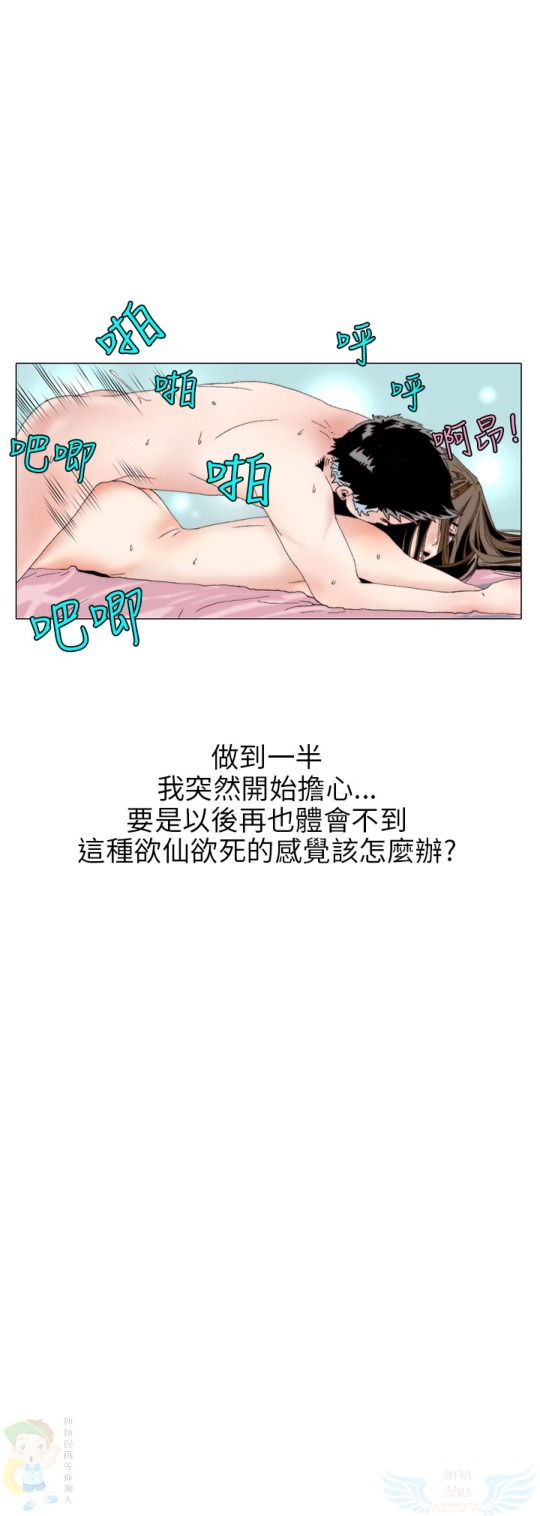 啪
呼
啪
呼
啊昂!
吧唧
啪
吧唧
做到一半
我突然開始擔心...
要是以後再也體會不到
這種欲仙欲死的感覺該怎麼辦?